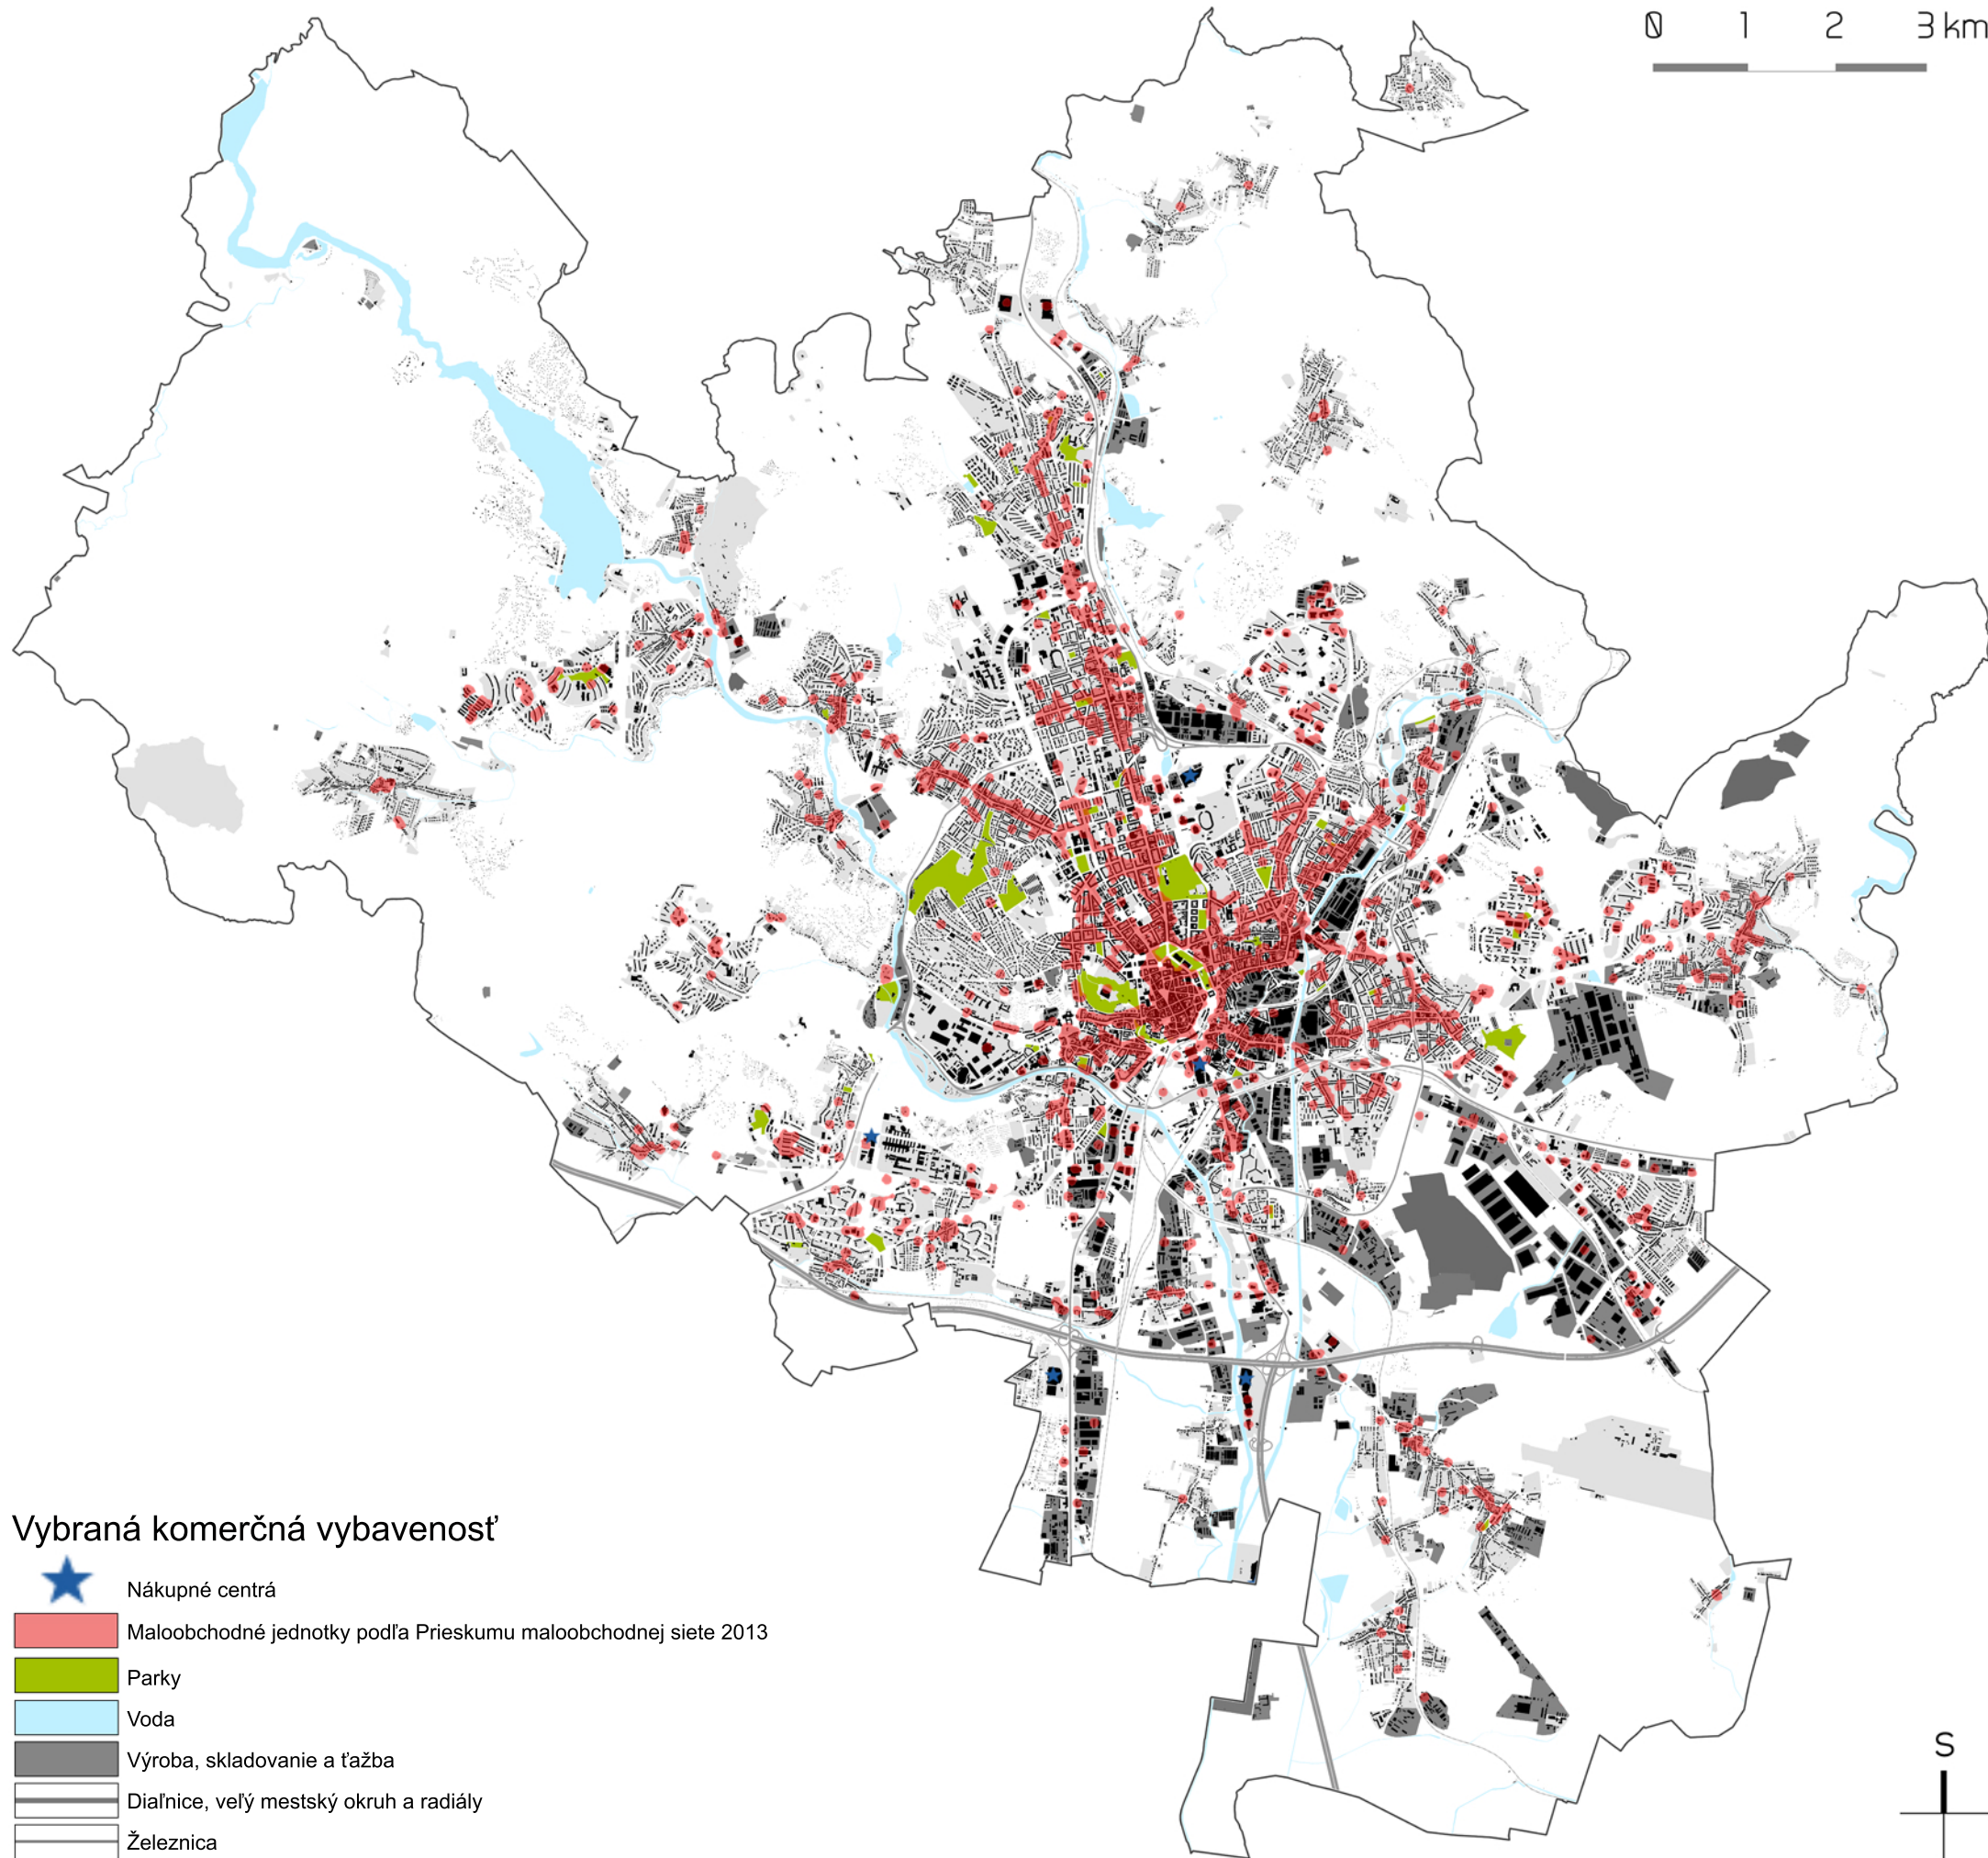 0 1 2 3 km
Vybraná komerčná vybavenosť
Nákupné centrá
Maloobchodné jednotky podľa Prieskumu maloobchodnej siete 2013
Parky
Voda
Výroba, skladovanie a ťažba
Diaľnice, veľý mestský okruh a radiály
Železnica
S